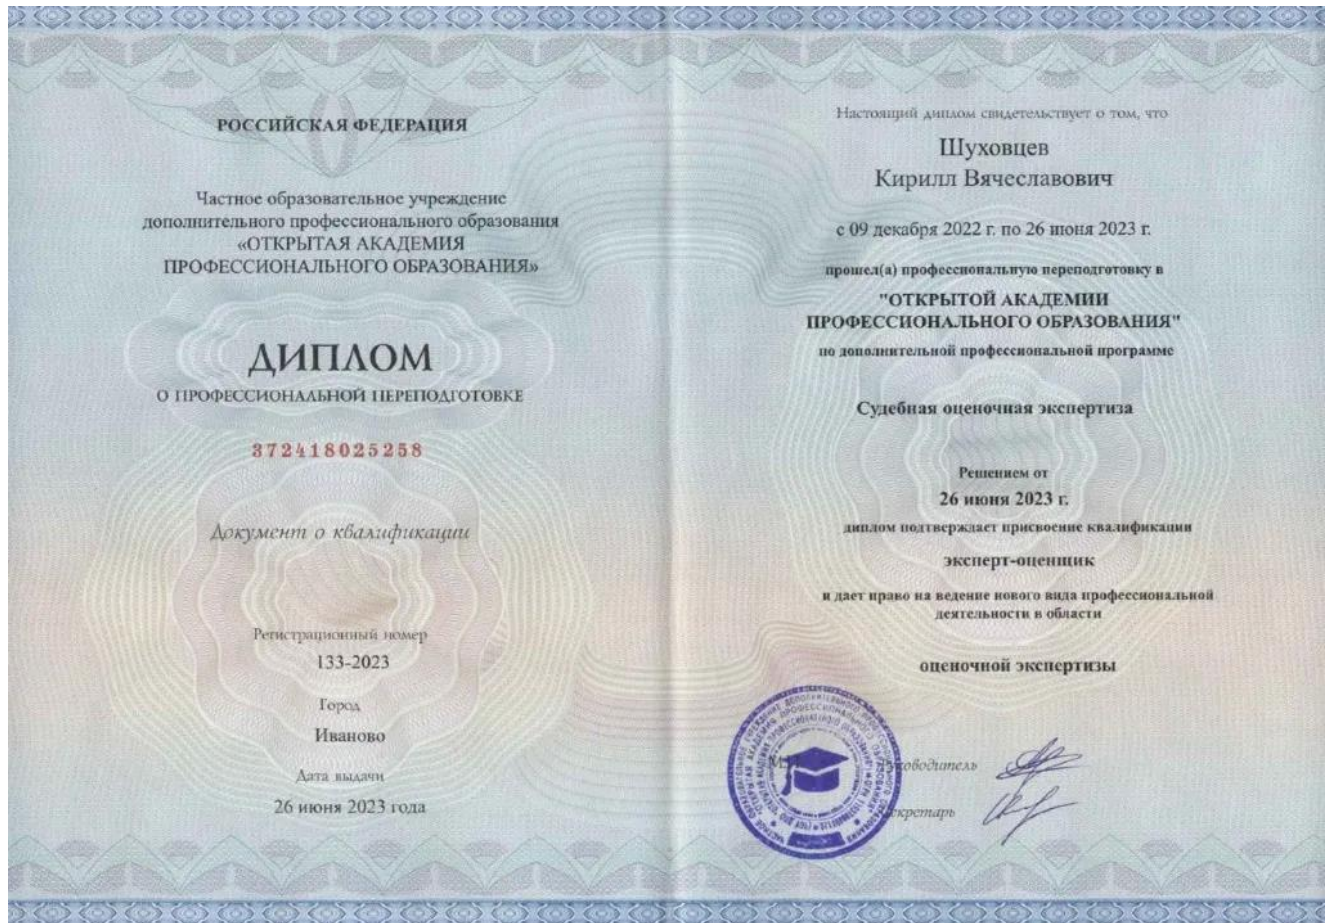 РОССИЙСКАЯ ФЕДЕРАЦИЯ
Частное образовательное учреждение
дополнительного профессионального образования
«ОТКРЫТАЯ АКАДЕМИЯ
ПРОФЕССИОНАЛЬНОГО ОБРАЗОВАНИЯ»
ДИПЛОМ
О ПРОФЕССИОНАЛЬНОЙ ПЕРЕПОДГОТОВКЕ
372418025258
Документ о квалификации
Регистрационный номер
133-2023
Город
Иваново
Дата выдачи
26 июня 2023 года
Настоящий диплом свидетельствует о том, что
Шуховцев
Кирилл Вячеславович
с 09 декабря 2022 г. по 26 июня 2023 г.
прошел(а) профессиональную переподготовку в
"ОТКРЫТОЙ АКАДЕМИИ
ПРОФЕССИОНАЛЬНОГО ОБРАЗОВАНИЯ"
по дополнительной профессиональной программе
Судебная оценочная экспертиза
Решением от
26 июня 2023 г.
диплом подтверждает присвоение квалификации
эксперт-оценщик
и дает право на ведение нового вида профессиональной
деятельности в области
оценочной экспертизы
Руководитель
Секретарь